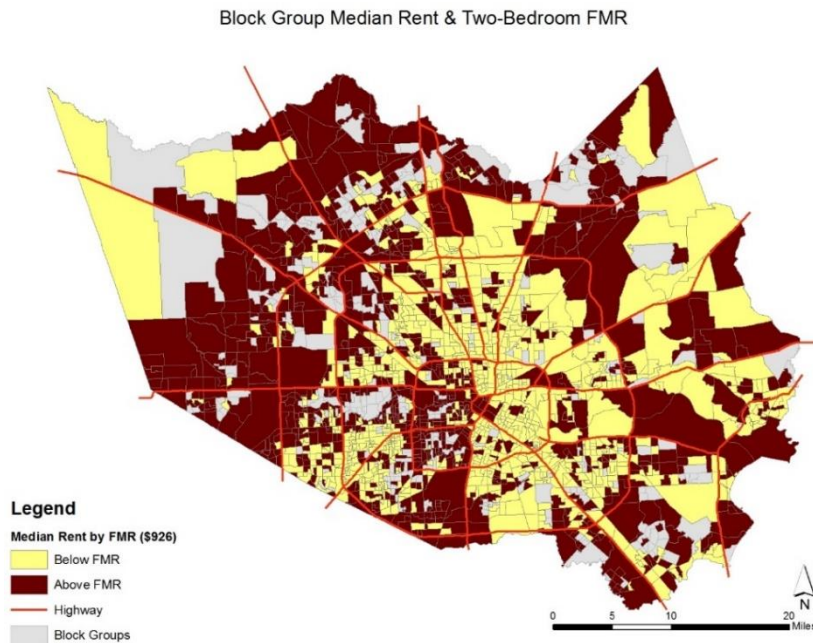 Block Group Median Rent & Two-Bedroom FMR
Legend
Median Rent by FMR ($926)
Below FMR
Above FMR
Highway
Block Groups
N
0 5 10 20
Miles